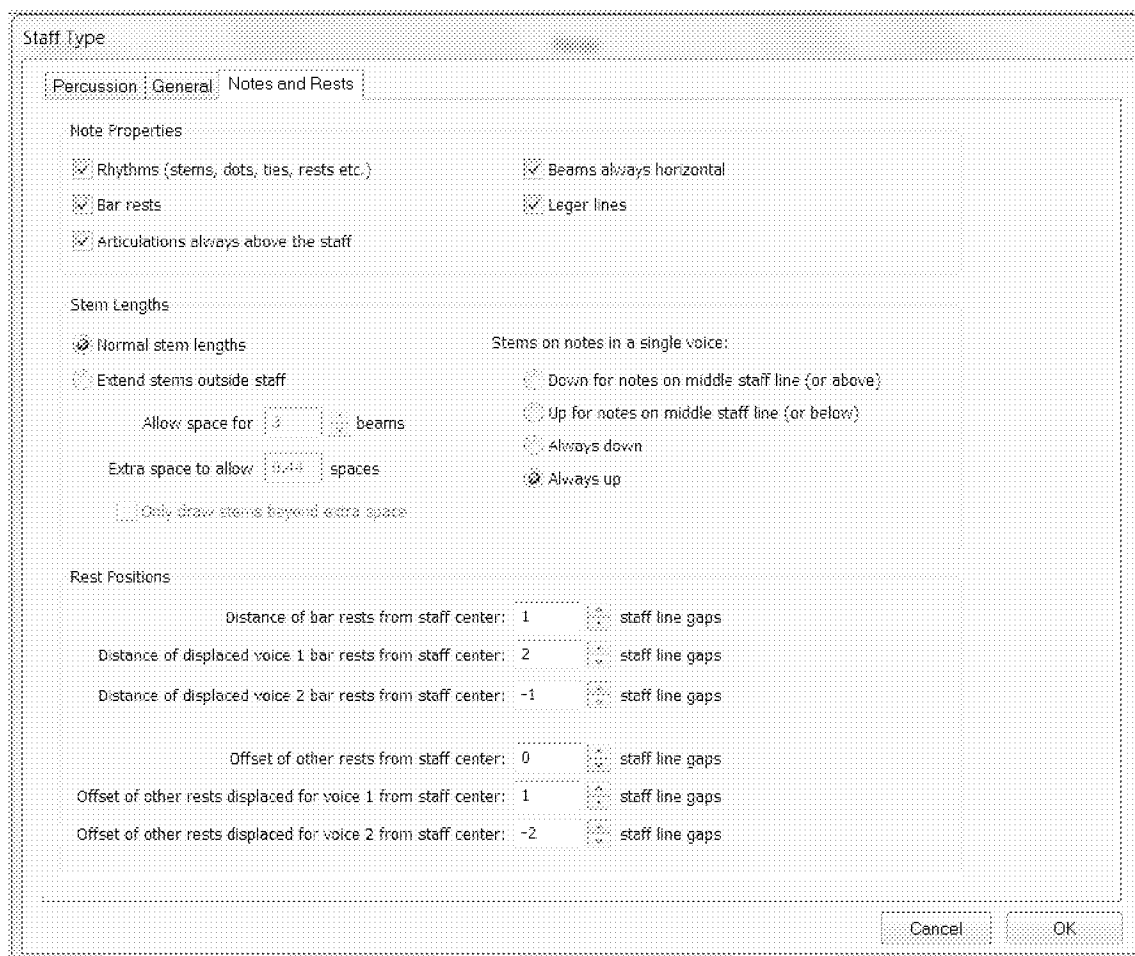 Staff Type
Percussion General Notes and Rests
Note Properties
Rhythms (stems, dots, ties, rests etc.) Beams always horizontal
Bar rests Leger lines
Articulations always above the staff
Stem Lengths
Normal stem lengths Stems on notes in a single voice:
Extend stems outside staff Down for notes on middle staff line (or above)
Up for notes on middle staff line (or below)
Allow space for beams
Always down
Extra space to allow spaces
Always up
Only draw stems beyond extra space
Rest Positions
Distance of bar rests from staff center: 1 staff line gaps
Distance of displaced voice 1 bar rests from staff center: 2 staff line gaps
Distance of displaced voice 2 bar rests from staff center: -1 staff line gaps
Offset of other rests from staff center: 0 staff line gaps
Offset of other rests displaced for voice 1 from staff center: 1 staff line gaps
Offset of other rests displaced for voice 2 from staff center: -2 staff line gaps
Cancel OK